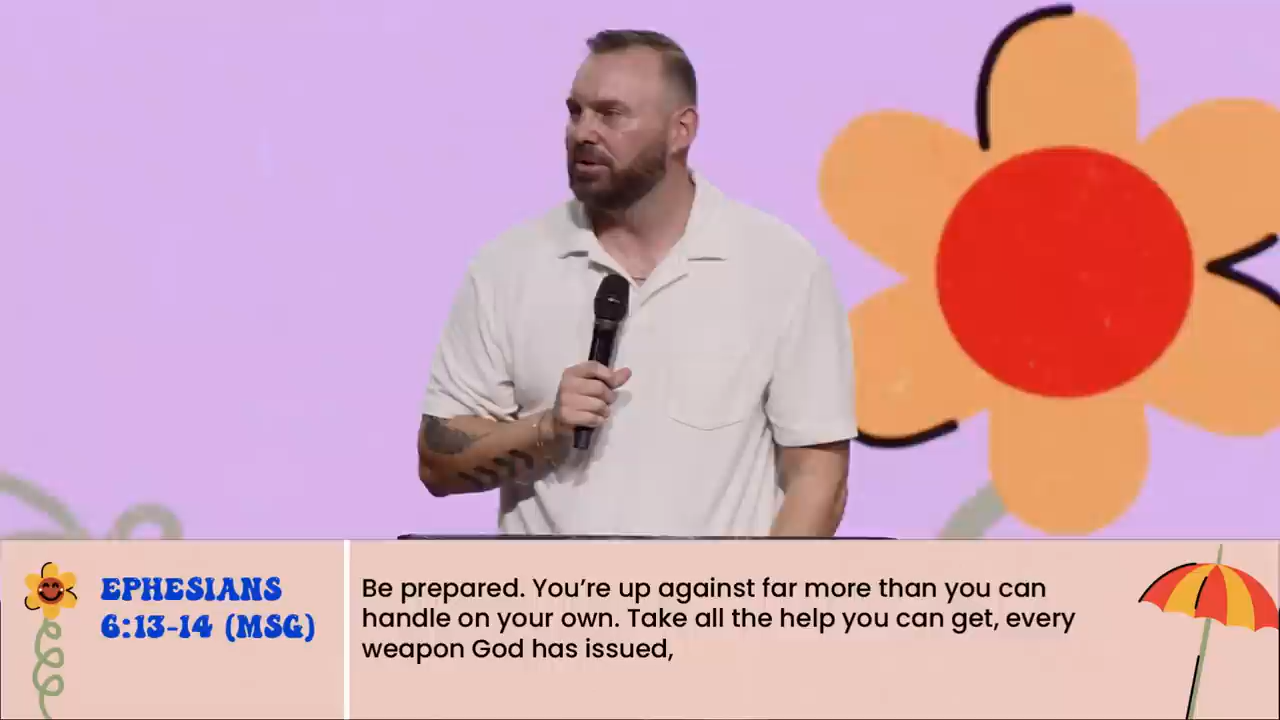 EPHESIANS
6:13-14 (MSG)
Be prepared. You’re up against far more than you can
handle on your own. Take all the help you can get, every
weapon God has issued,